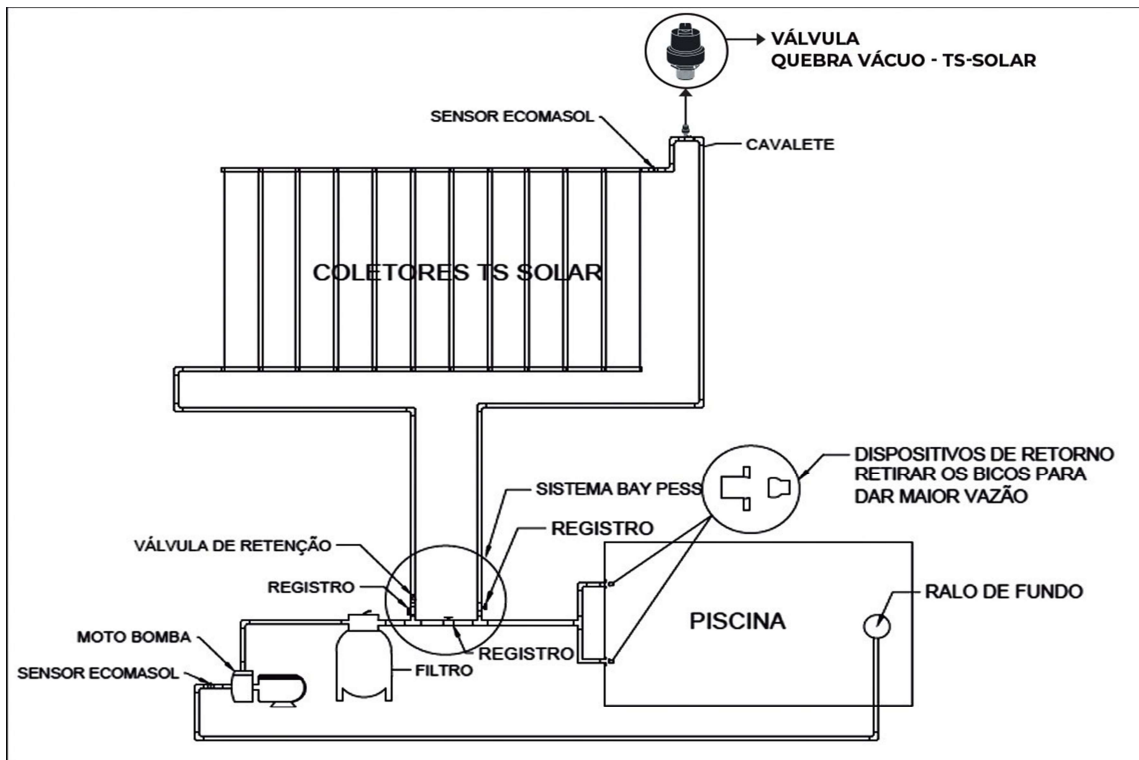 VÁLVULA
QUEBRA VÁCUO - TS-SOLAR
SENSOR ECOMASOL
CAVALETE
COLETORES TS SOLAR
DISPOSITIVOS DE RETORNO
RETIRAR OS BICOS PARA
DAR MAIOR VAZÃO
SISTEMA BAY PESS
REGISTRO
VÁLVULA DE RETENÇÃO
REGISTRO
RALO DE FUNDO
PISCINA
MOTO BOMBA
REGISTRO
SENSOR ECOMASOL
FILTRO